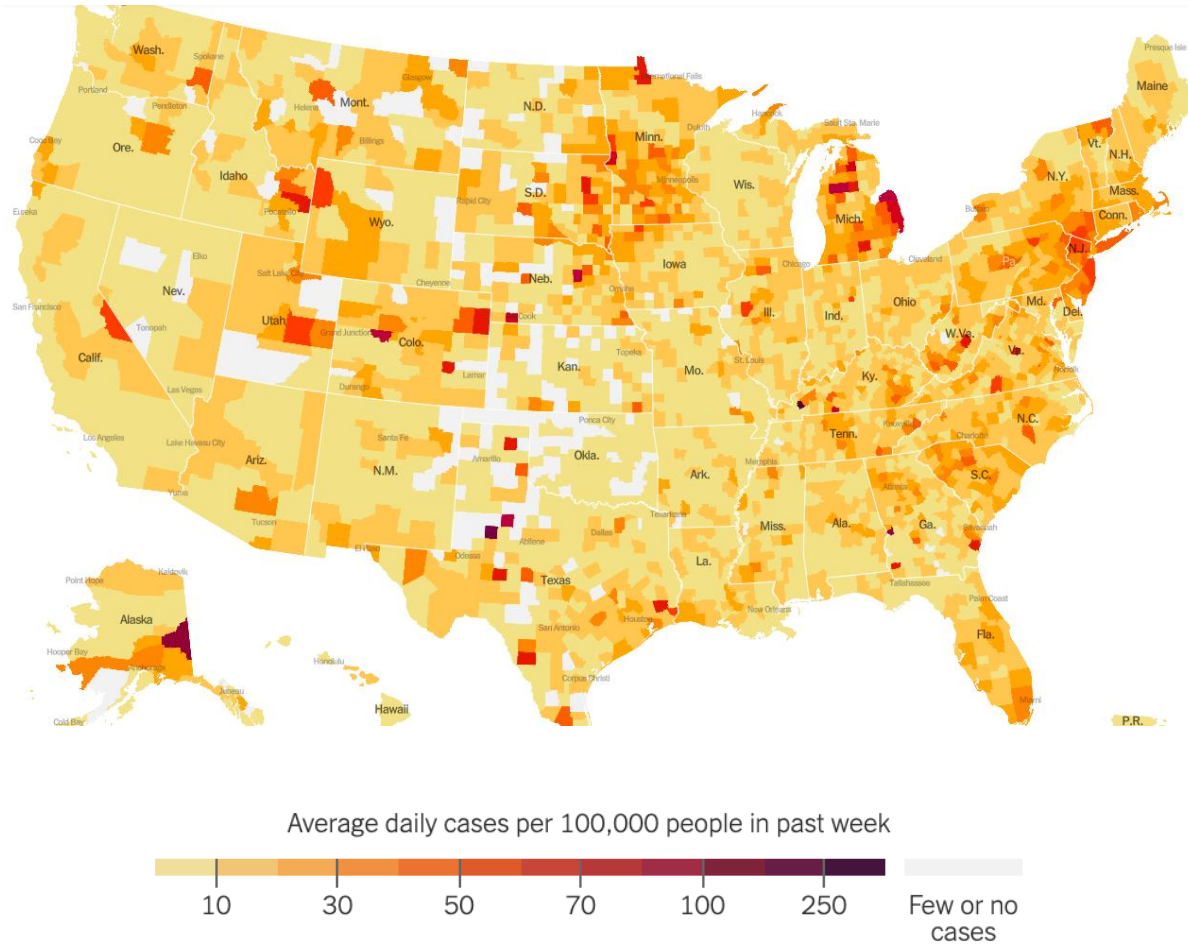 Presque Isle
Wash.
Spokane
Glasgow
International Falls
Maine
Portland
Pendleton
Helena
Mont.
N.D.
Hancock
Sault Ste. Marie
Duluth
Minn.
Vt.
Coos Bay
Ore.
Billings
N.H.
Idaho
S.D.
Minneapolis
Wis.
N.Y.
Mass.
Eureka
Pocatello
Wyo.
Rapid City
Mich.
Buffalo
Conn.
Elko
Chicago
Cleveland
N.J.
Salt Lake City
Cheyenne
Neb.
Iowa
Omaha
Pa.
Nev.
San Francisco
Tonopah
Utah
Grand Junction
Colo.
Cook
Ill.
Ind.
Ohio
Md.
Del.
W.Va.
Calif.
Topeka
Kan.
Mo.
St. Louis
Va.
Norfolk
Las Vegas
Durango
Lamar
Ky.
Ponca City
Los Angeles
Lake Havasu City
Santa Fe
Knoxville
N.C.
Charlotte
Tenn.
Amarillo
Okla.
Memphis
Ariz.
N.M.
Ark.
S.C.
Yuma
Atlanta
Tucson
Texarkana
Dallas
Miss.
Ala.
Ga.
Savannah
El Paso
Odessa
Abilene
La.
Tallahassee
Texas
Point Hope
Kaktovik
New Orleans
Palm Coast
Alaska
San Antonio
Houston
Fla.
Hooper Bay
Anchorage
Honolulu
Corpus Christi
Juneau
Miami
Hawaii
Cold Bay
P.R.
Average daily cases per 100,000 people in past week
10 30 50 70 100 250 Few or no
cases